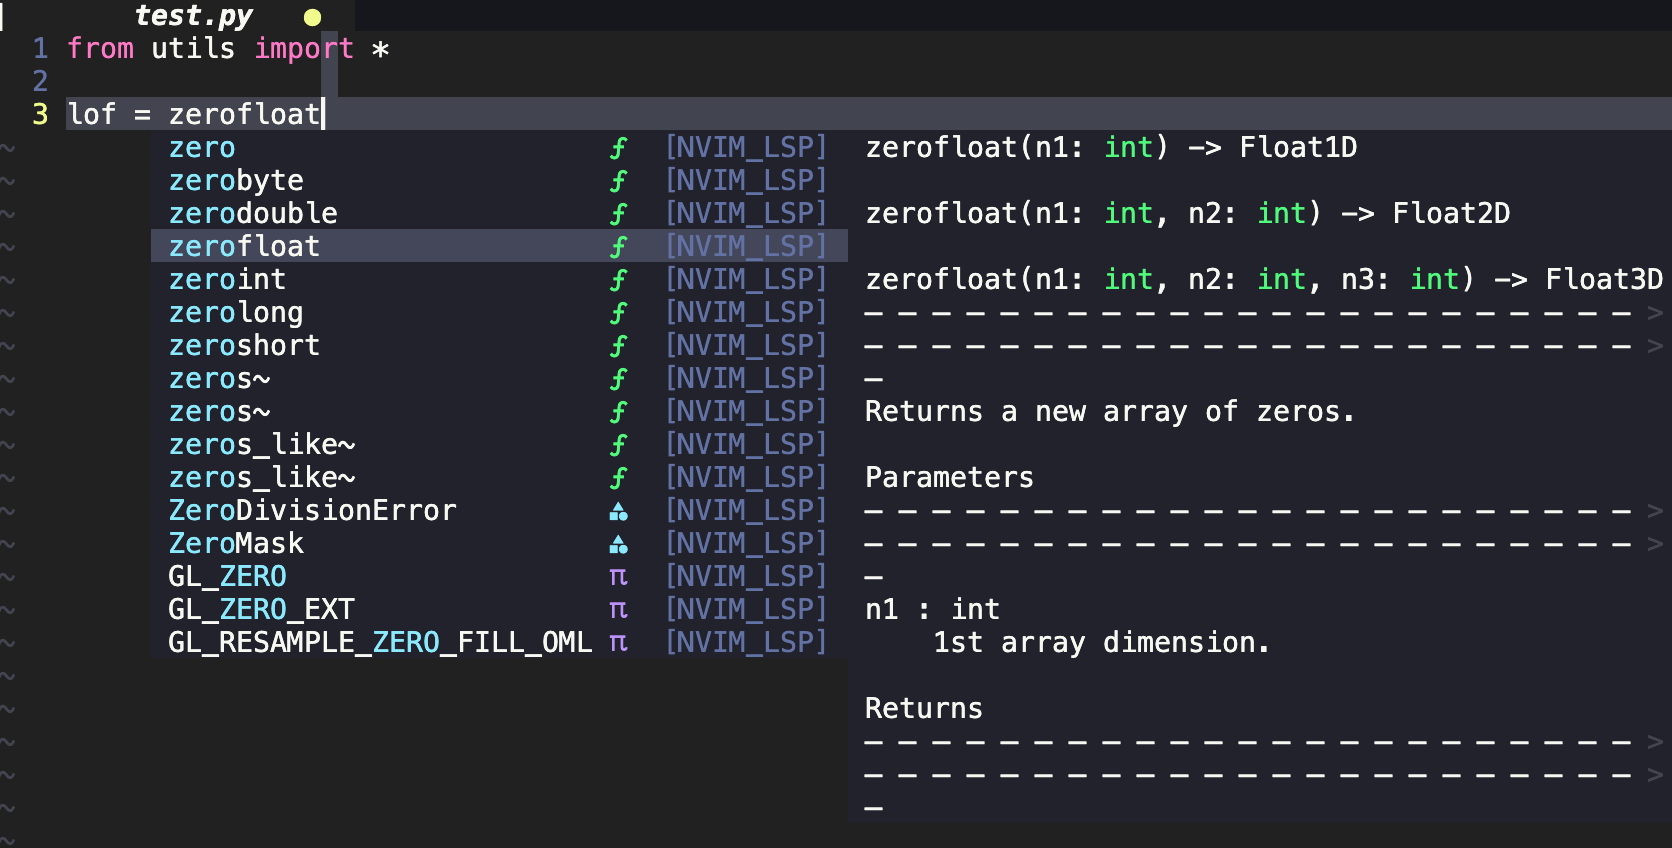 test.py ●
1 from utils import *
2
3 lof = zerofloat
zero ƒ [NVIM_LSP]
zerobyte ƒ [NVIM_LSP]
zerodouble ƒ [NVIM_LSP]
zerofloat ƒ [NVIM_LSP]
zeroint ƒ [NVIM_LSP]
zerolong ƒ [NVIM_LSP]
zeroshort ƒ [NVIM_LSP]
zeros~ ƒ [NVIM_LSP]
zeros~ ƒ [NVIM_LSP]
zeros_like~ ƒ [NVIM_LSP]
zeros_like~ ƒ [NVIM_LSP]
ZeroDivisionError [NVIM_LSP]
ZeroMask [NVIM_LSP]
GL_ZERO π [NVIM_LSP]
GL_ZERO_EXT π [NVIM_LSP]
GL_RESAMPLE_ZERO_FILL_OML π [NVIM_LSP]
zerofloat(n1: int) -> Float1D
zerofloat(n1: int, n2: int) -> Float2D
zerofloat(n1: int, n2: int, n3: int) -> Float3D
Returns a new array of zeros.
Parameters
n1 : int
1st array dimension.
Returns